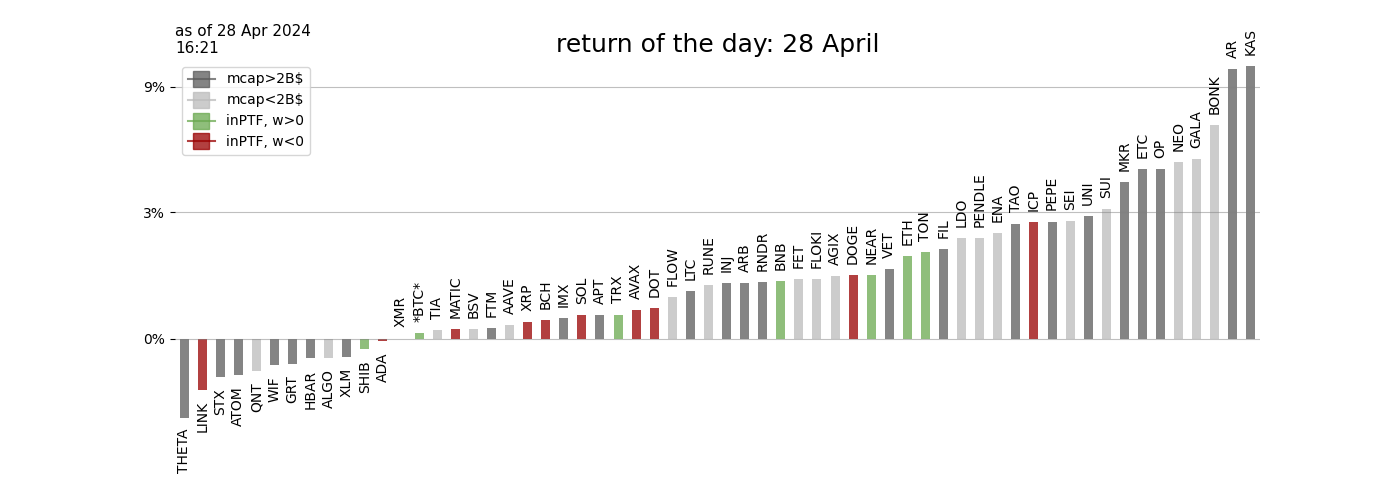 as of 28 Apr 2024
16:21
return of the day: 28 April
mcap>2B$
mcap<2B$
inPTF, w>0
inPTF, w<0
9%
3%
0%
THETA
LINK
STX
ATOM
QNT
WIF
GRT
HBAR
ALGO
XLM
SHIB
ADA
XMR
*BTC*
TIA
MATIC
BSV
FTM
AAVE
XRP
BCH
IMX
SOL
APT
TRX
AVAX
DOT
FLOW
LTC
RUNE
INJ
ARB
RNDR
BNB
FET
FLOKI
AGIX
DOGE
NEAR
VET
ETH
TON
FIL
LDO
PENDLE
ENA
TAO
ICP
PEPE
SEI
UNI
SUI
MKR
ETC
OP
NEO
GALA
BONK
AR
KAS